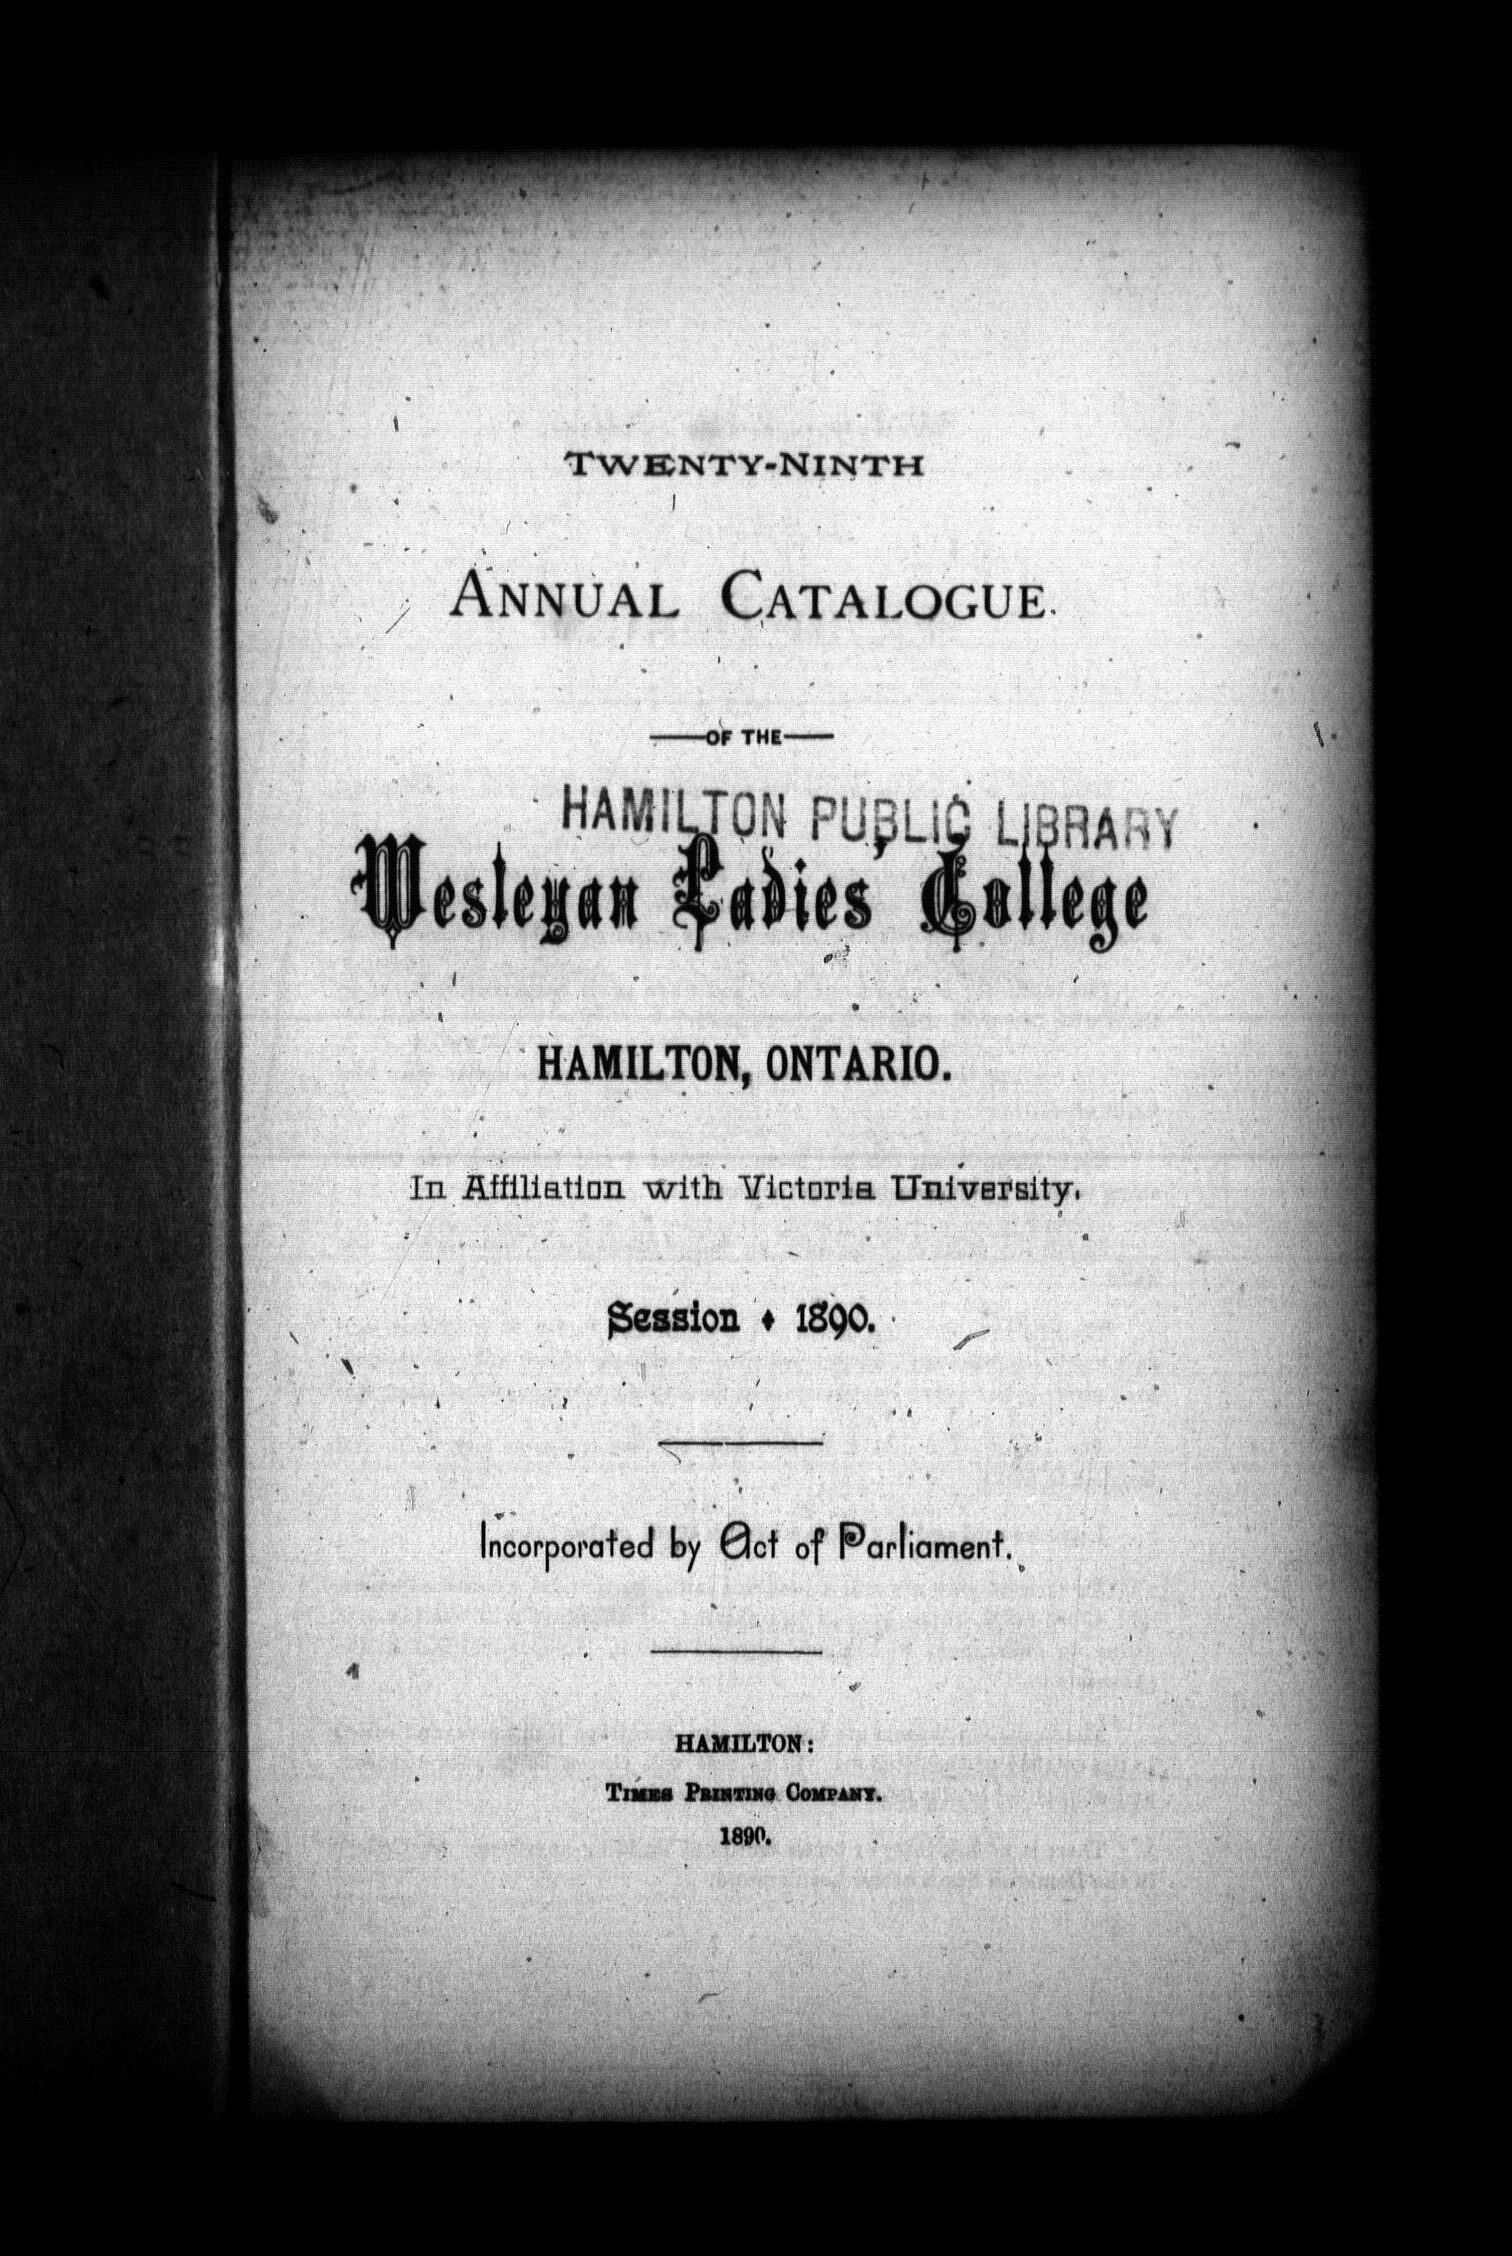 TWENTY-NINTH
ANNUAL CATALOGUE.
OF THE
HAMILTON PUBLIC LIBRARY
Wesleyan Ladies' College
HAMILTON, ONTARIO.
In Affiliation with Victoria University.
Session 1890.
Incorporated by Act of Parliament.
HAMILTON:
TIMES PRINTING COMPANY.
1890.